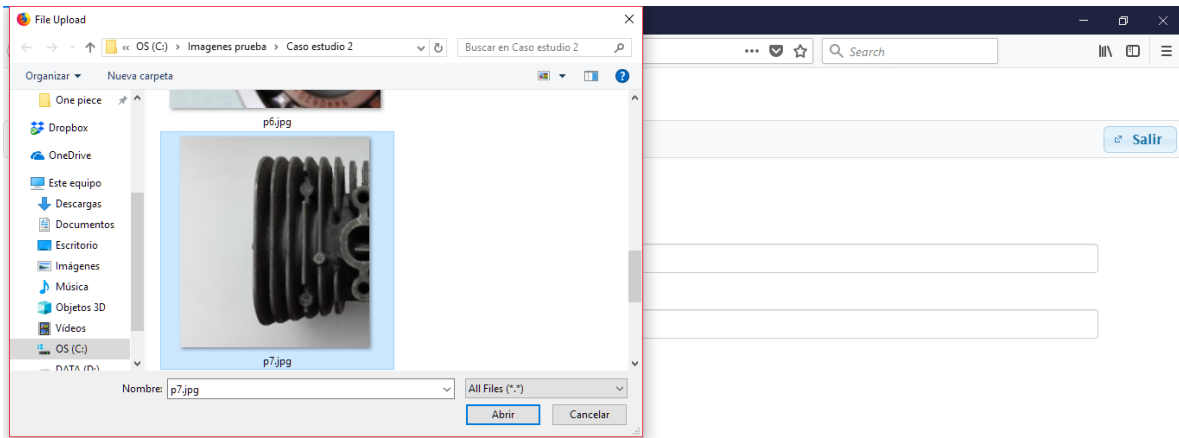 File Upload
« OS (C:) › Imagenes prueba › Caso estudio 2
Buscar en Caso estudio 2
Search
Organizar
Nueva carpeta
One piece
Dropbox
OneDrive
Este equipo
Descargas
Documentos
Escritorio
Imágenes
Música
Objetos 3D
Vídeos
OS (C:)
DATA (D:)
p6.jpg
p7.jpg
Salir
Nombre: p7.jpg
All Files (*.*)
Abrir
Cancelar